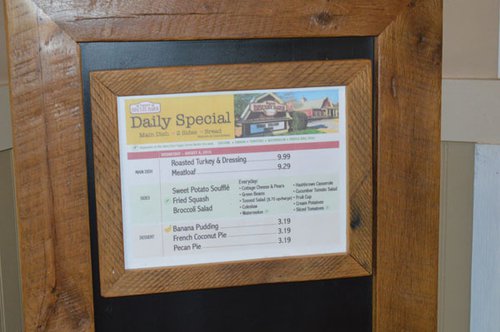 Daily Special
Main Dish - 2 Sides - Bread
MAIN DISH
Roasted Turkey & Dressing 9.99
Meatloaf 9.29
SIDES
Sweet Potato Soufflé
Fried Squash
Broccoli Salad
Everyday:
• Cottage Cheese & Pears
• Green Beans
• Tossed Salad
• Coleslaw
• Watermelon
• Hashbrown Casserole
• Cucumber Tomato Salad
• Fruit Cup
• Cream Potatoes
• Sliced Tomatoes
DESSERT
Banana Pudding 3.19
French Coconut Pie 3.19
Pecan Pie 3.19